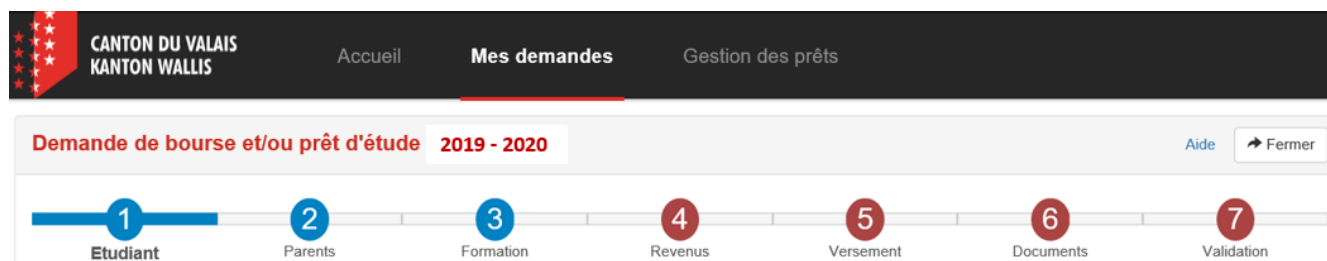 CANTON DU VALAIS
KANTON WALLIS
Accueil Mes demandes Gestion des prêts
Demande de bourse et/ou prêt d'étude 2019 - 2020 Aide Fermer
1 2 3 4 5 6 7
Etudiant Parents Formation Revenus Versement Documents Validation